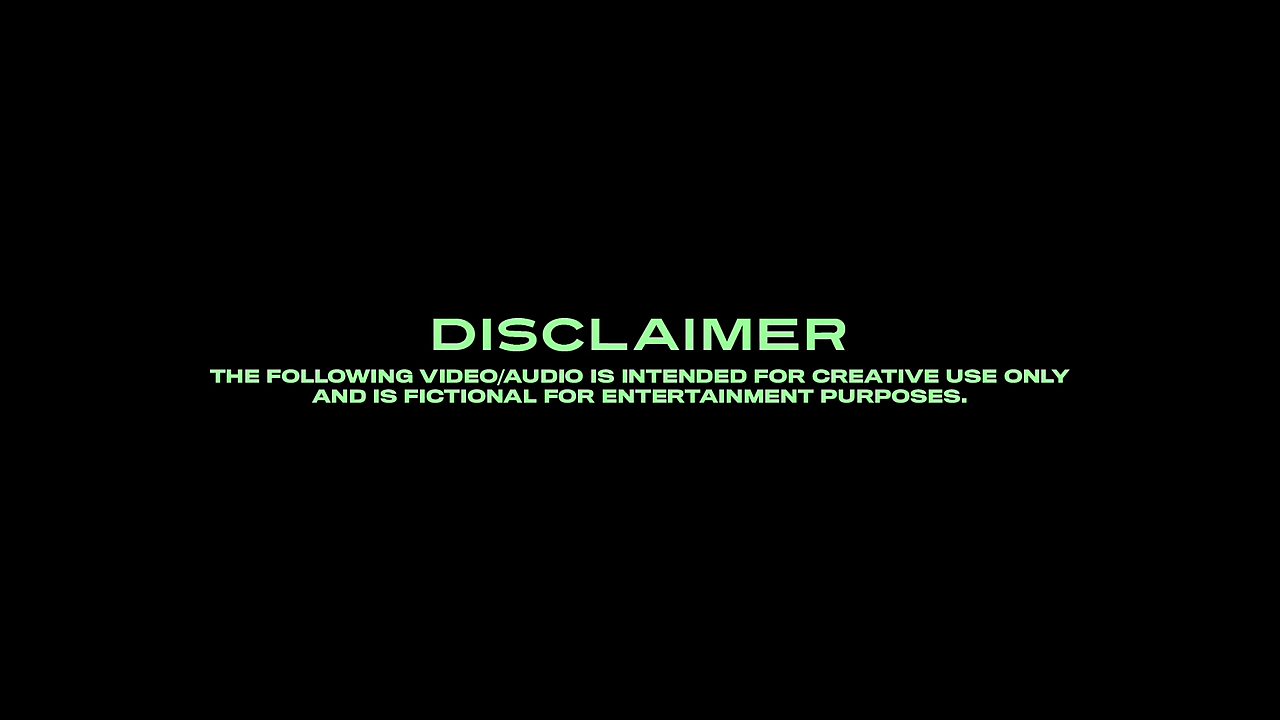 DISCLAIMER
THE FOLLOWING VIDEO/AUDIO IS INTENDED FOR CREATIVE USE ONLY
AND IS FICTIONAL FOR ENTERTAINMENT PURPOSES.